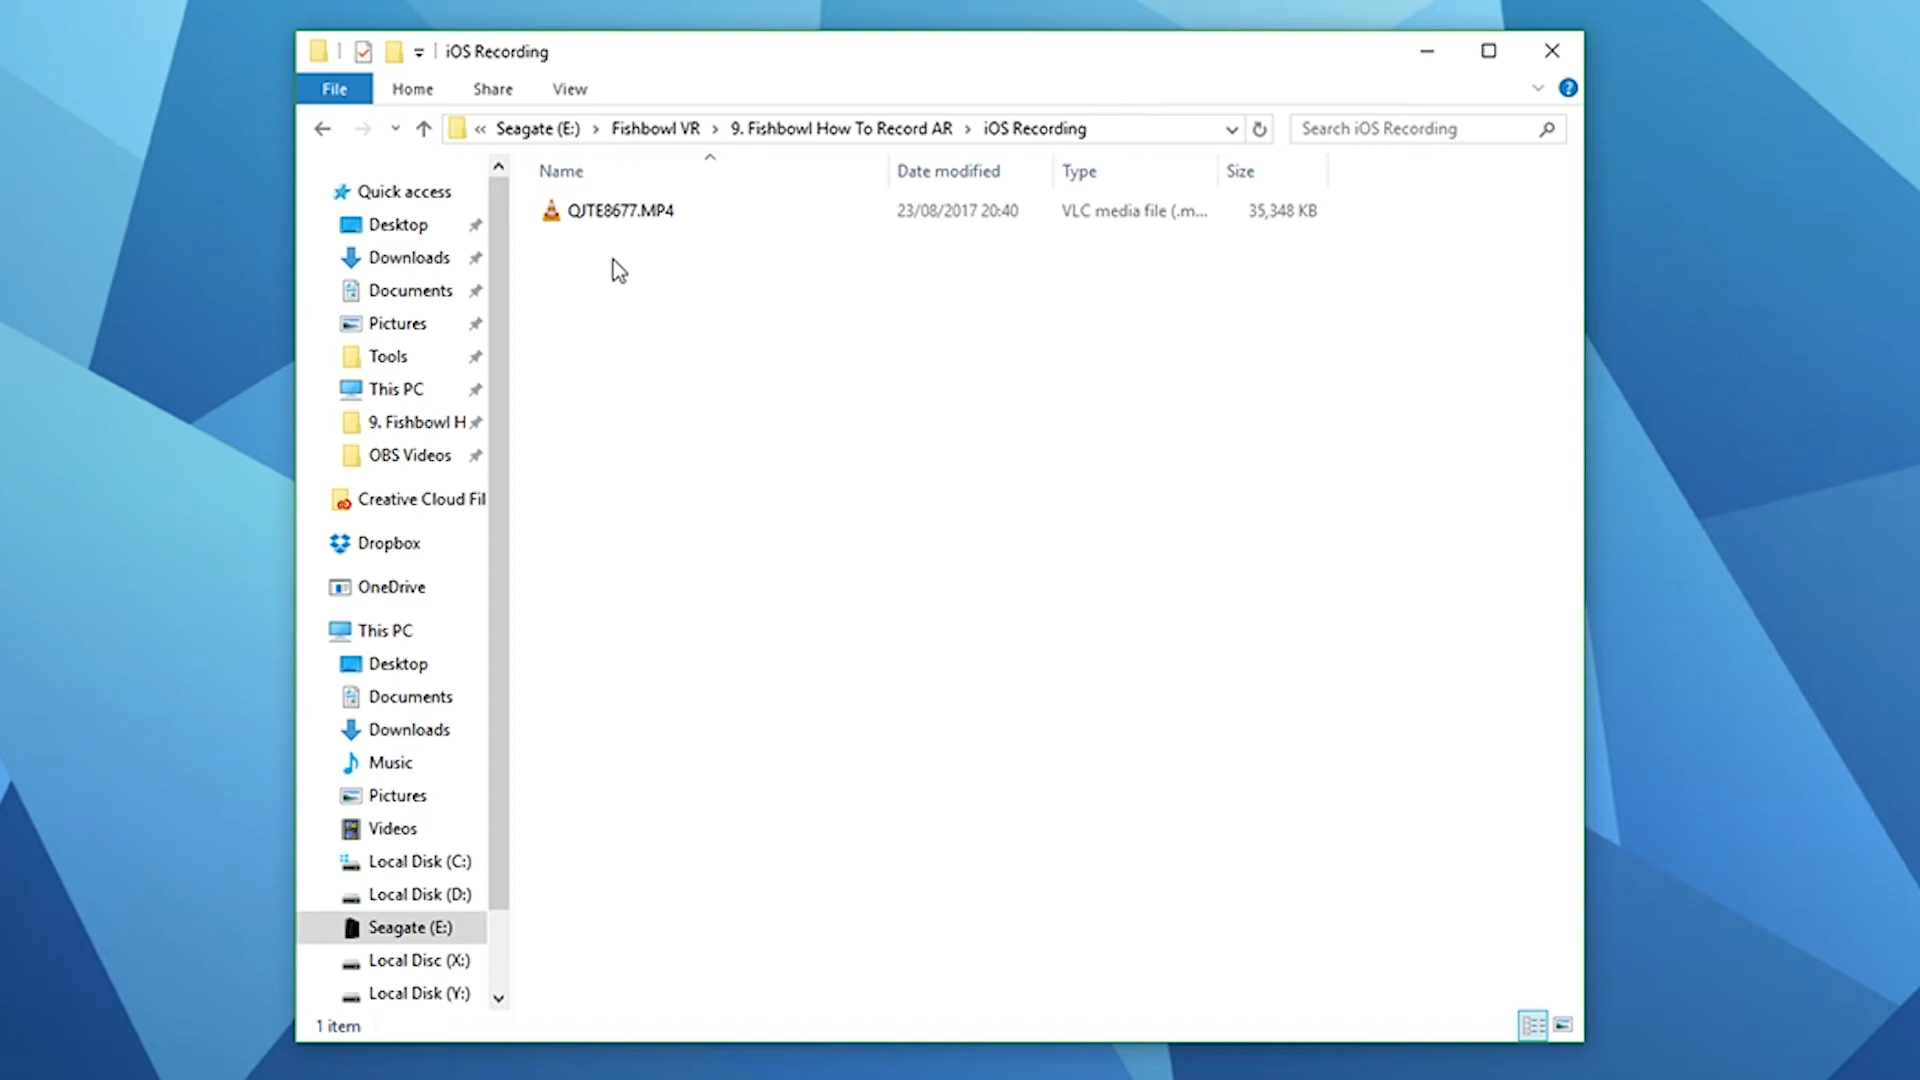 iOS Recording
File Home Share View
« Seagate (E:) › Fishbowl VR › 9. Fishbowl How To Record AR › iOS Recording
Search iOS Recording
Name Date modified Type Size
QJTE8677.MP4 23/08/2017 20:40 VLC media file (.m... 35,348 KB
Quick access
Desktop
Downloads
Documents
Pictures
Tools
This PC
9. Fishbowl H
OBS Videos
Creative Cloud Fil
Dropbox
OneDrive
This PC
Desktop
Documents
Downloads
Music
Pictures
Videos
Local Disk (C:)
Local Disk (D:)
Seagate (E:)
Local Disc (X:)
Local Disk (Y:)
1 item